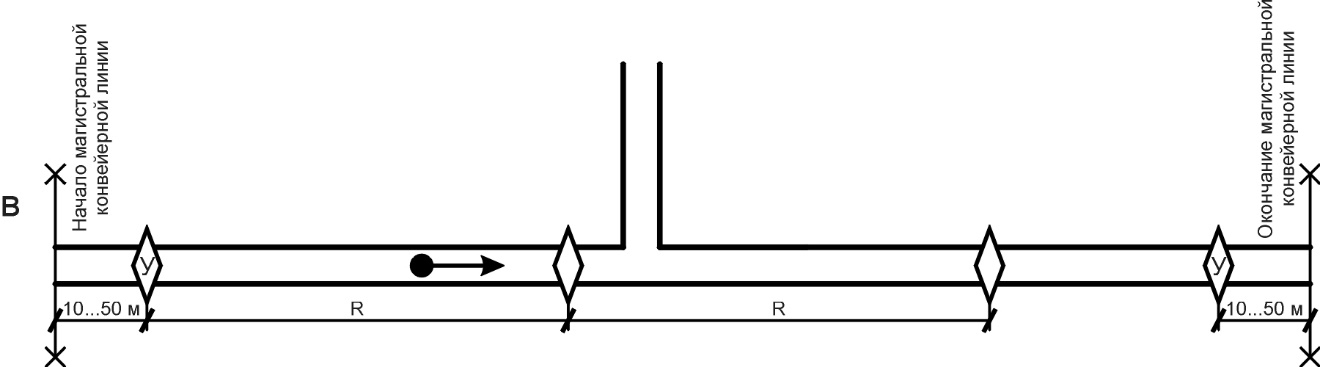 Начало магистральной
конвейерной линии
Окончание магистральной
конвейерной линии
В
У
У
10...50 м
R
R
10...50 м